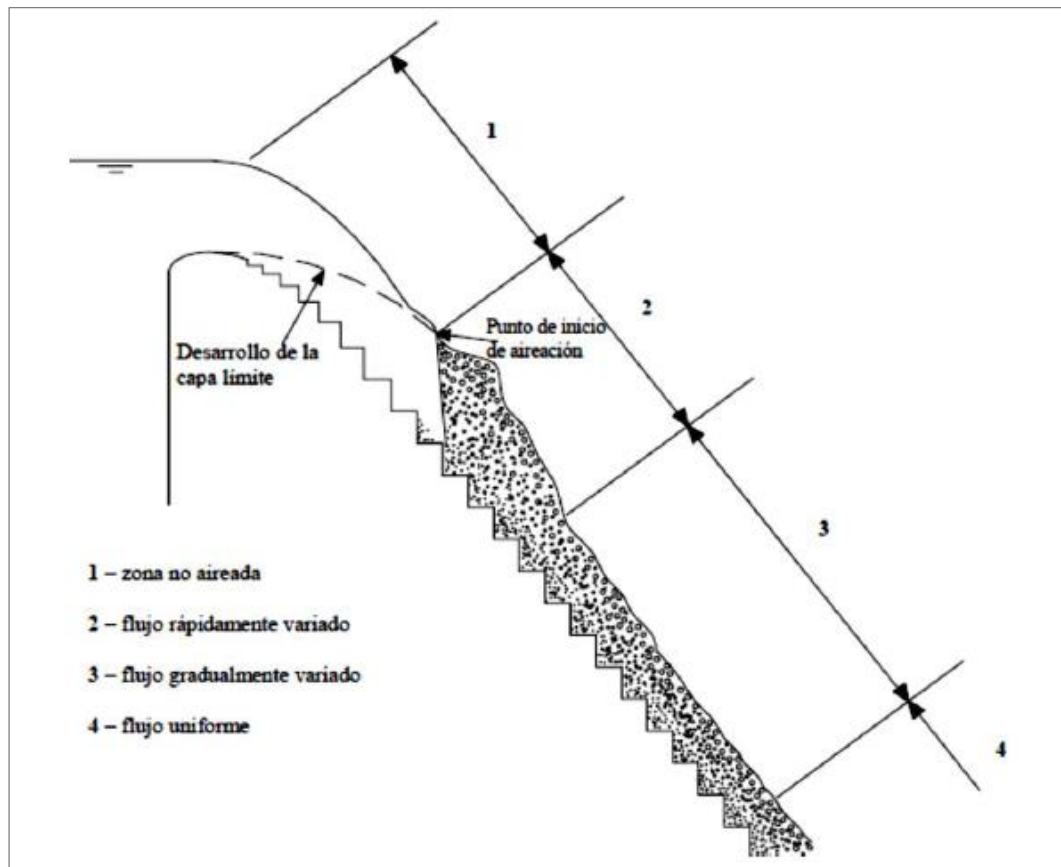 1
2
Punto de inicio
de aireación
Desarrollo de la
capa límite
3
1 – zona no aireada
2 – flujo rápidamente variado
3 – flujo gradualmente variado
4 – flujo uniforme
4